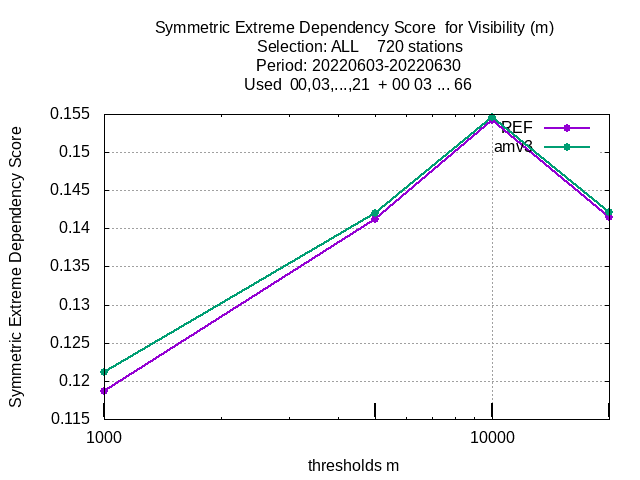 Symmetric Extreme Dependency Score  for Visibility (m)
Selection: ALL    720 stations
Period: 20220603-20220630
Used  00,03,...,21  + 00 03 ... 66
Symmetric Extreme Dependency Score
0.155
0.15
0.145
0.14
0.135
0.13
0.125
0.12
0.115
REF
amv3
1000
10000
thresholds m